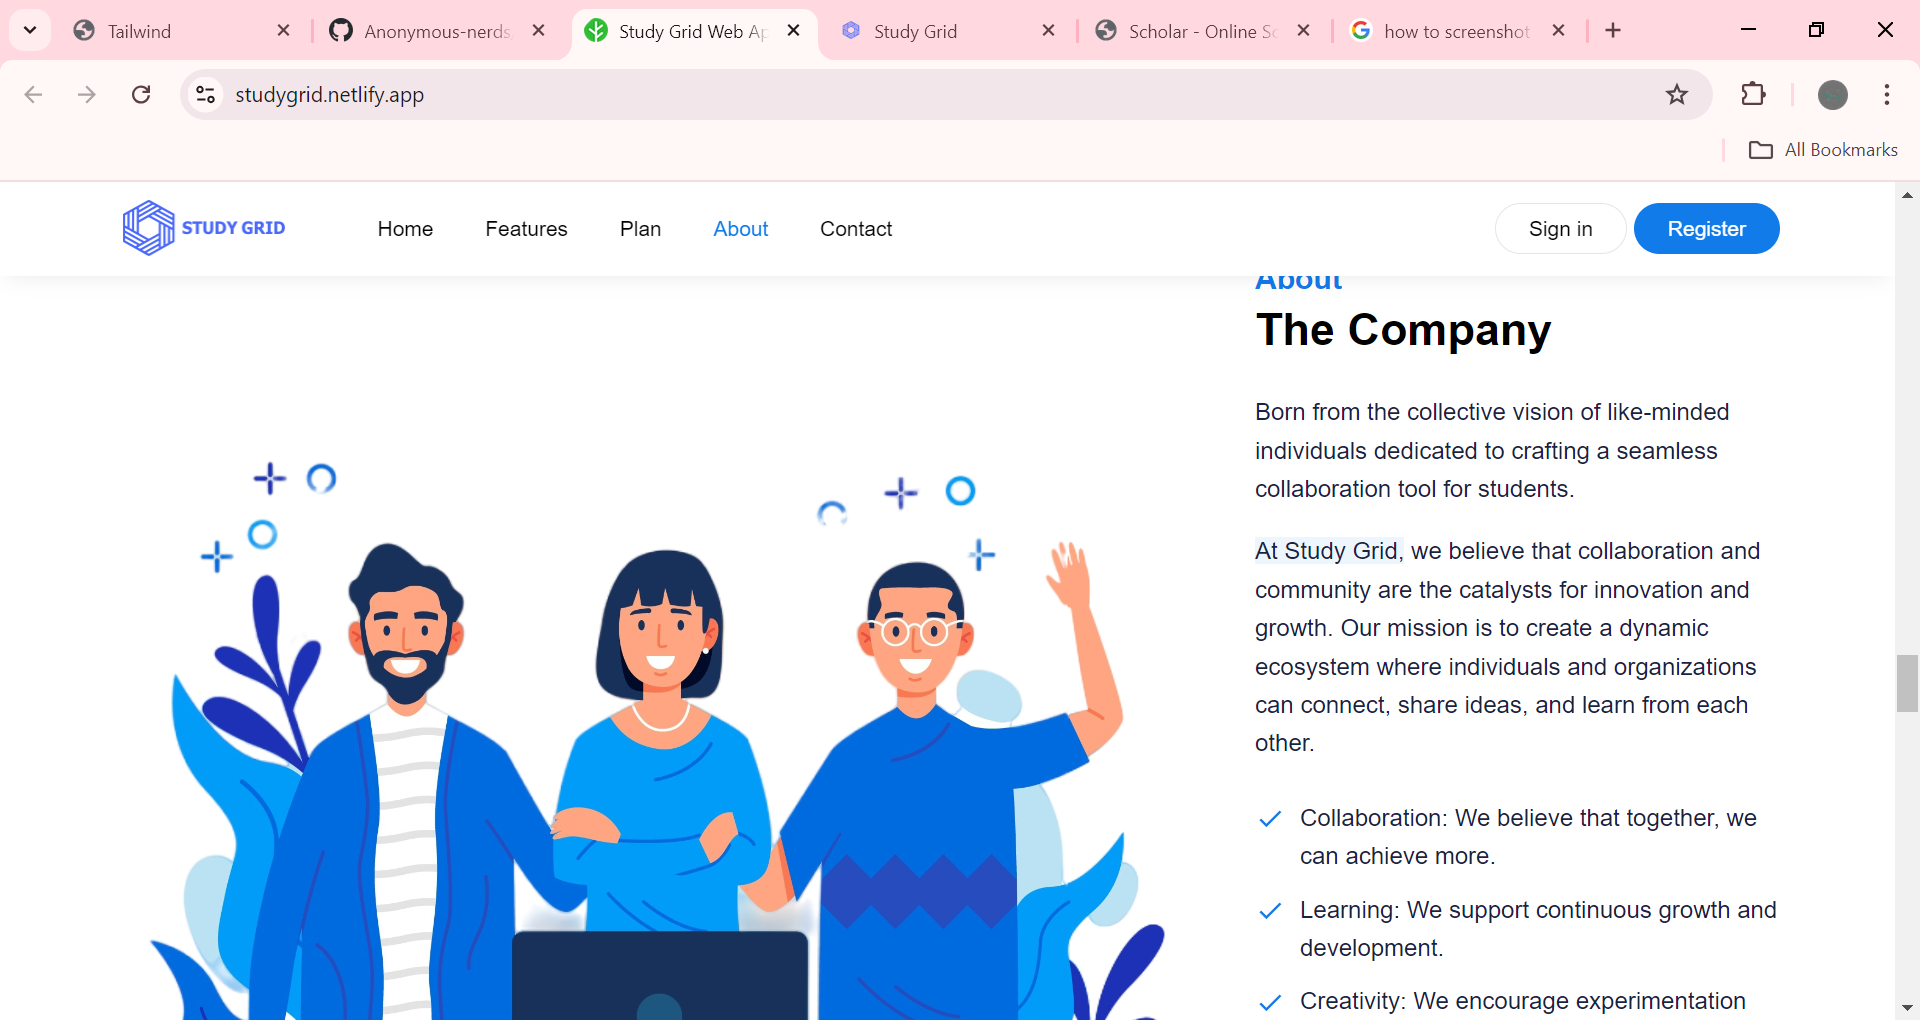 Tailwind
Anonymous-nerds
Study Grid Web Ap
Study Grid
Scholar - Online Sc
how to screenshot
studygrid.netlify.app
All Bookmarks
STUDY GRID
Home
Features
Plan
About
Contact
Sign in
Register
About
The Company
Born from the collective vision of like-minded
individuals dedicated to crafting a seamless
collaboration tool for students.
At Study Grid, we believe that collaboration and
community are the catalysts for innovation and
growth. Our mission is to create a dynamic
ecosystem where individuals and organizations
can connect, share ideas, and learn from each
other.
Collaboration: We believe that together, we
can achieve more.
Learning: We support continuous growth and
development.
Creativity: We encourage experimentation